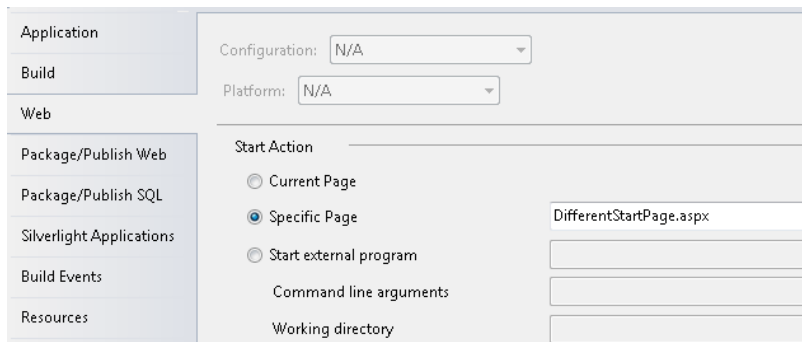 Application
Build
Web
Package/Publish Web
Package/Publish SQL
Silverlight Applications
Build Events
Resources
Configuration: N/A
Platform: N/A
Start Action
Current Page
Specific Page DifferentStartPage.aspx
Start external program
Command line arguments
Working directory